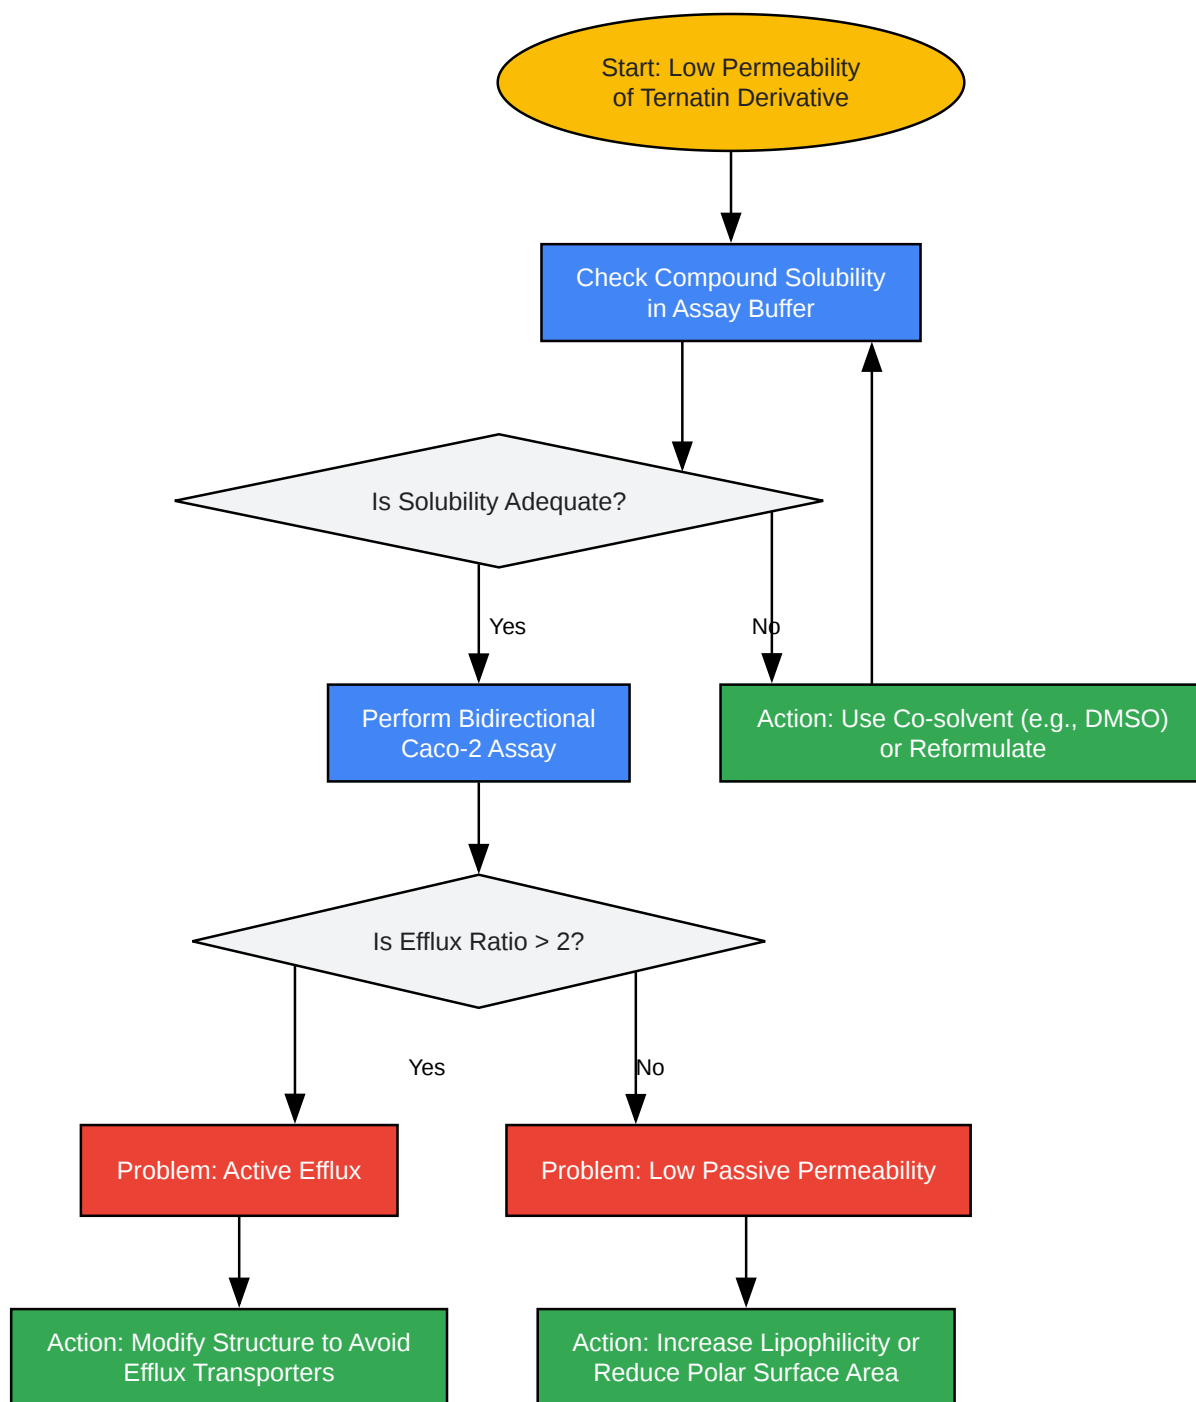 Start: Low Permeability
of Ternatin Derivative
Check Compound Solubility
in Assay Buffer
Is Solubility Adequate?
Yes
No
Perform Bidirectional
Caco-2 Assay
Action: Use Co-solvent (e.g., DMSO)
or Reformulate
Is Efflux Ratio > 2?
Yes
No
Problem: Active Efflux
Problem: Low Passive Permeability
Action: Modify Structure to Avoid
Efflux Transporters
Action: Increase Lipophilicity or
Reduce Polar Surface Area